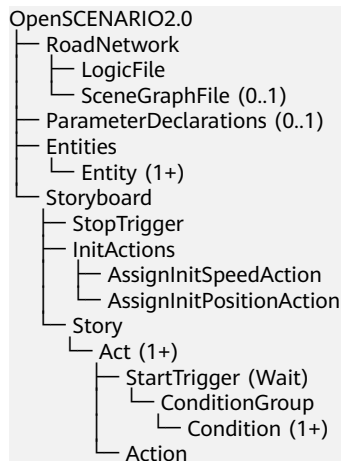 OpenSCENARIO2.0
├─ RoadNetwork
│  ├─ LogicFile
│  └─ SceneGraphFile (0..1)
├─ ParameterDeclarations (0..1)
├─ Entities
│  └─ Entity (1+)
└─ Storyboard
   ├─ StopTrigger
   ├─ InitActions
   │  ├─ AssignInitSpeedAction
   │  └─ AssignInitPositionAction
   └─ Story
      └─ Act (1+)
         ├─ StartTrigger (Wait)
         │  └─ ConditionGroup
         │     └─ Condition (1+)
         └─ Action